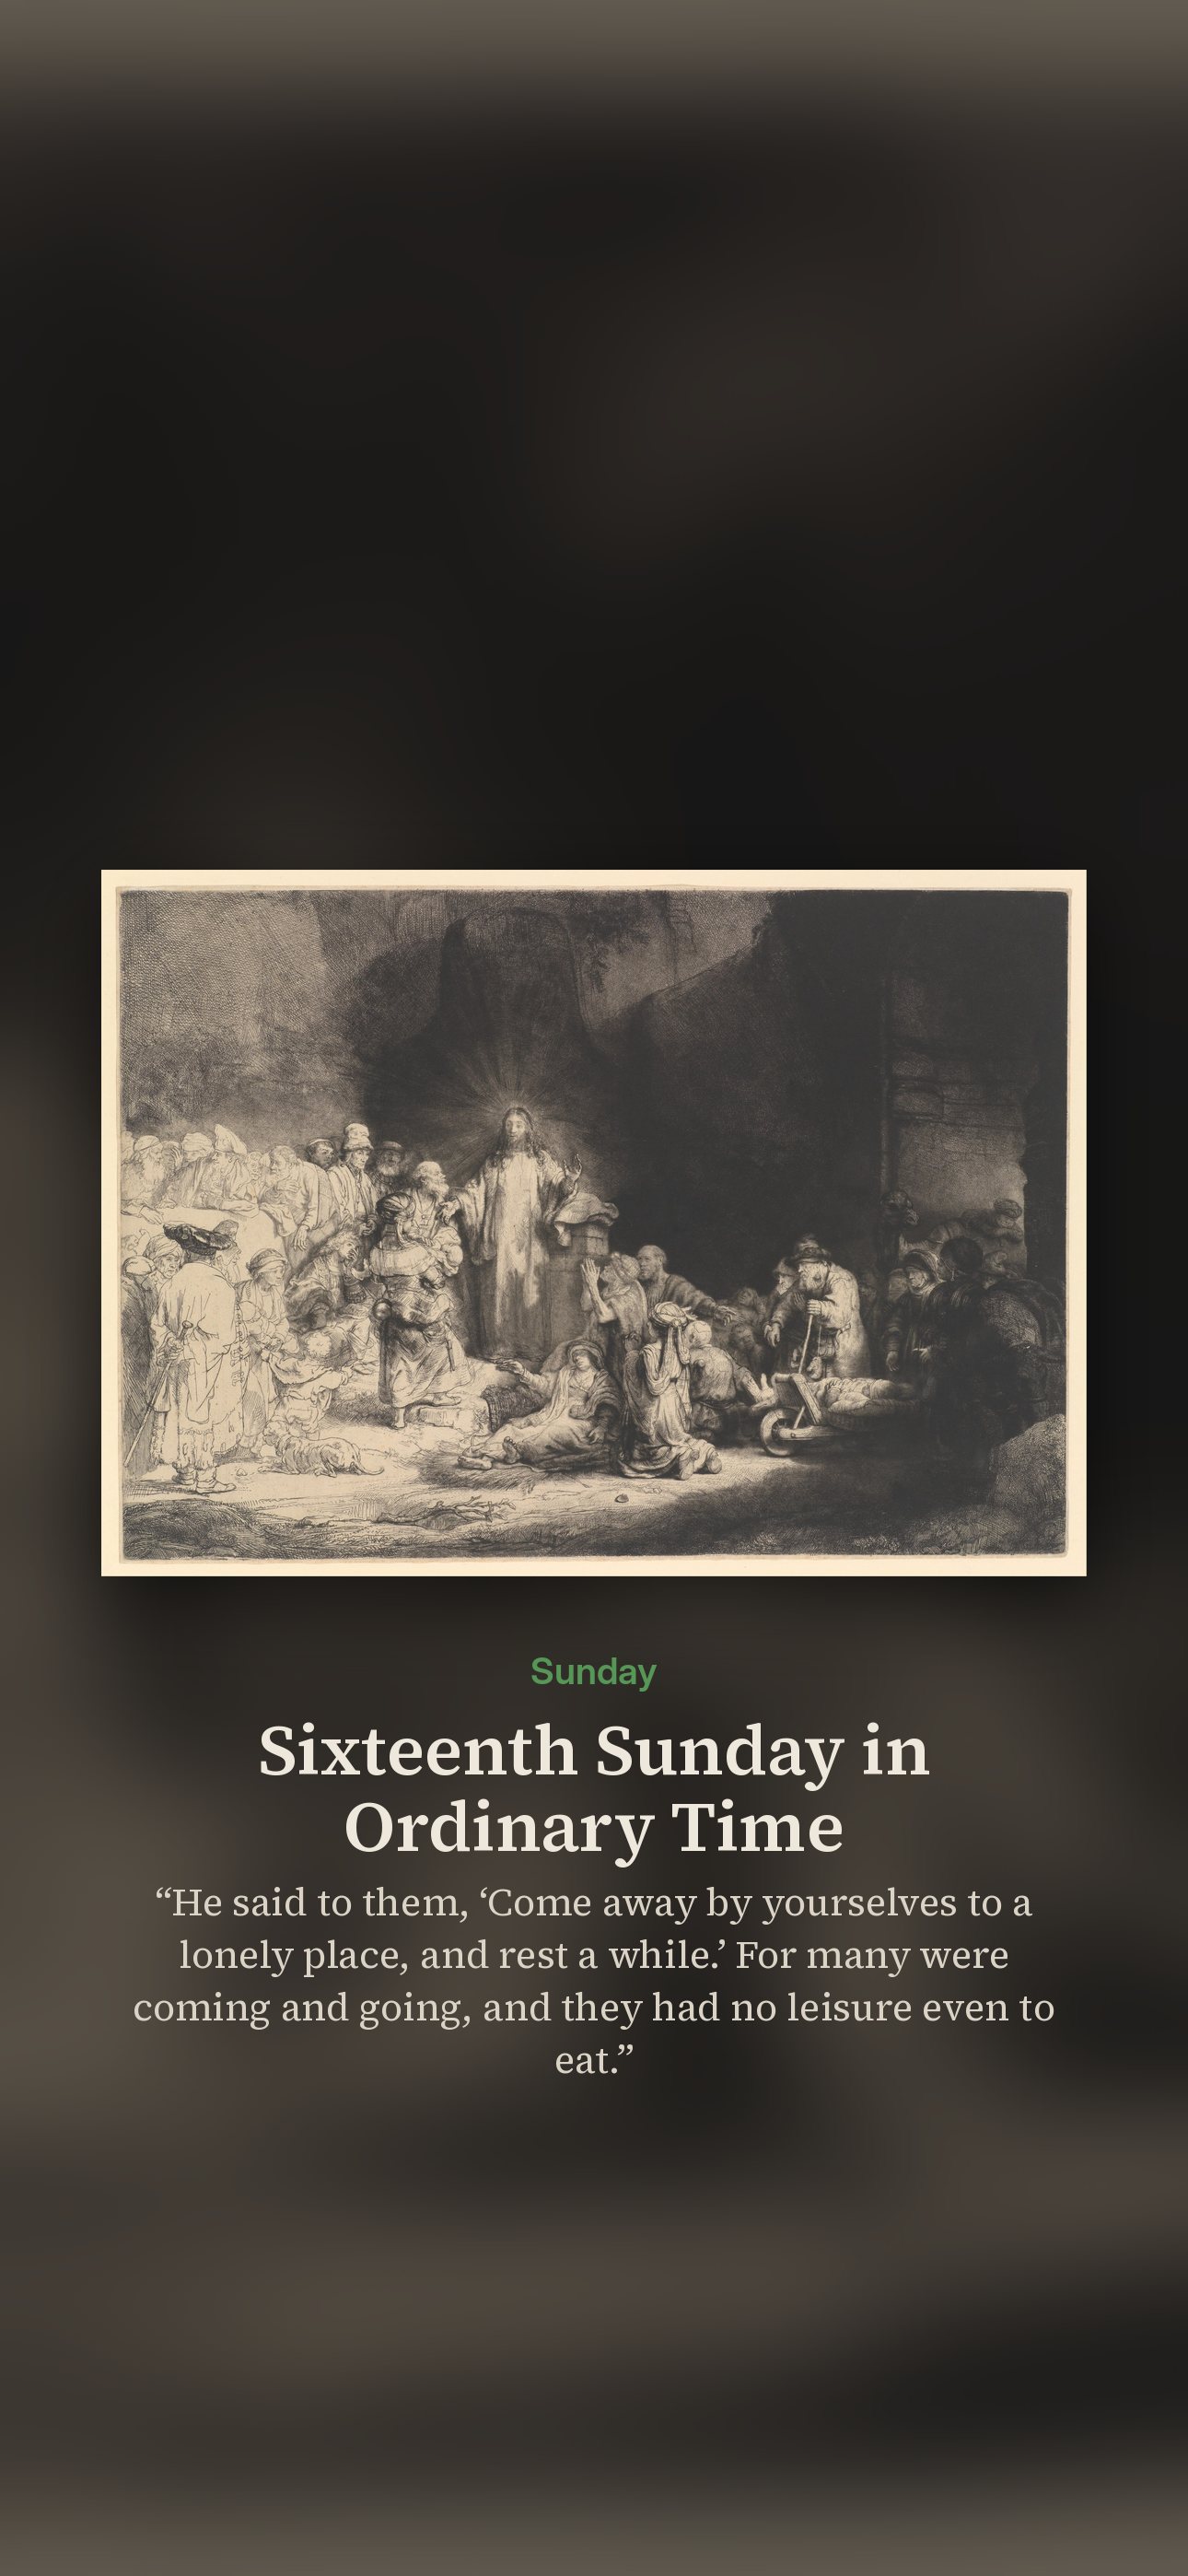 Sunday
Sixteenth Sunday in
Ordinary Time
“He said to them, ‘Come away by yourselves to a
lonely place, and rest a while.’ For many were
coming and going, and they had no leisure even to
eat.”